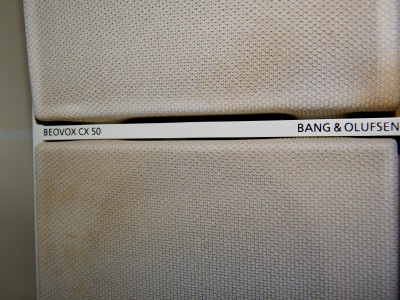 BEOVOX CX 50 BANG & OLUFSEN